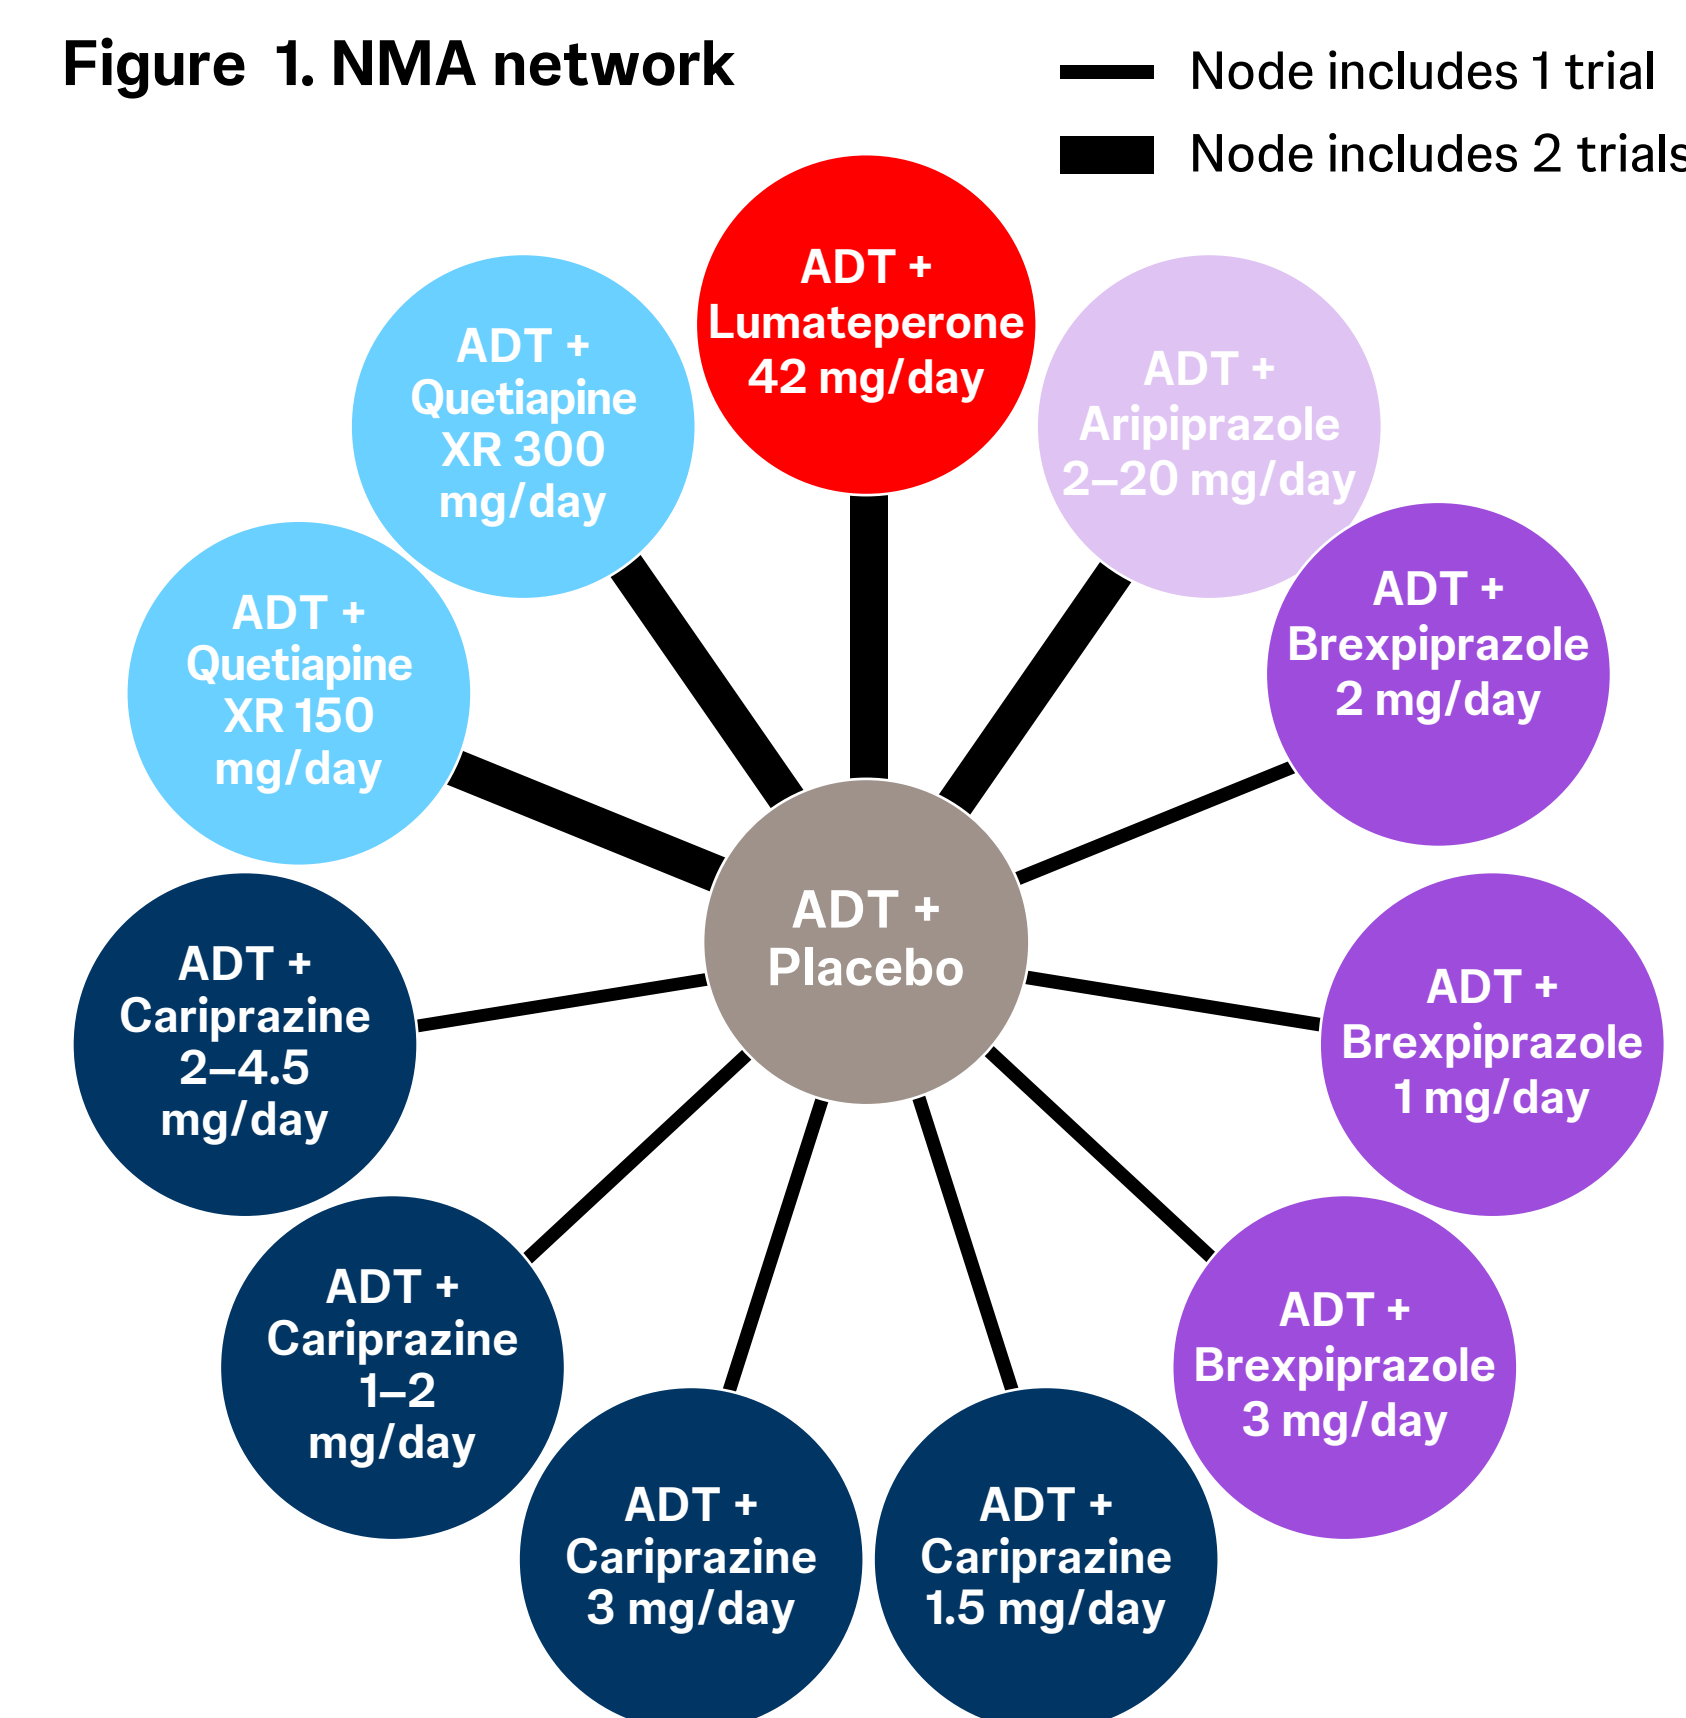 Figure 1. NMA network
Node includes 1 trial
Node includes 2 trials
ADT +
Lumateperone
42 mg/day
ADT +
Aripiprazole
2–20 mg/day
ADT +
Brexpiprazole
2 mg/day
ADT +
Brexpiprazole
1 mg/day
ADT +
Brexpiprazole
3 mg/day
ADT +
Cariprazine
1.5 mg/day
ADT +
Cariprazine
3 mg/day
ADT +
Cariprazine
1–2
mg/day
ADT +
Cariprazine
2–4.5
mg/day
ADT +
Quetiapine
XR 150
mg/day
ADT +
Quetiapine
XR 300
mg/day
ADT +
Placebo